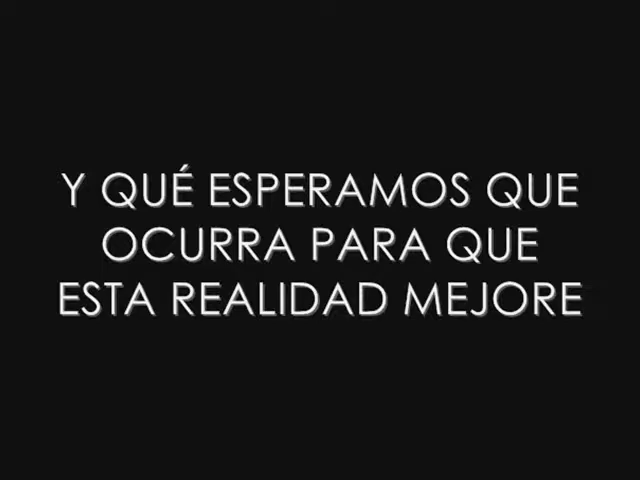 Y QUÉ ESPERAMOS QUE
OCURRA PARA QUE
ESTA REALIDAD MEJORE